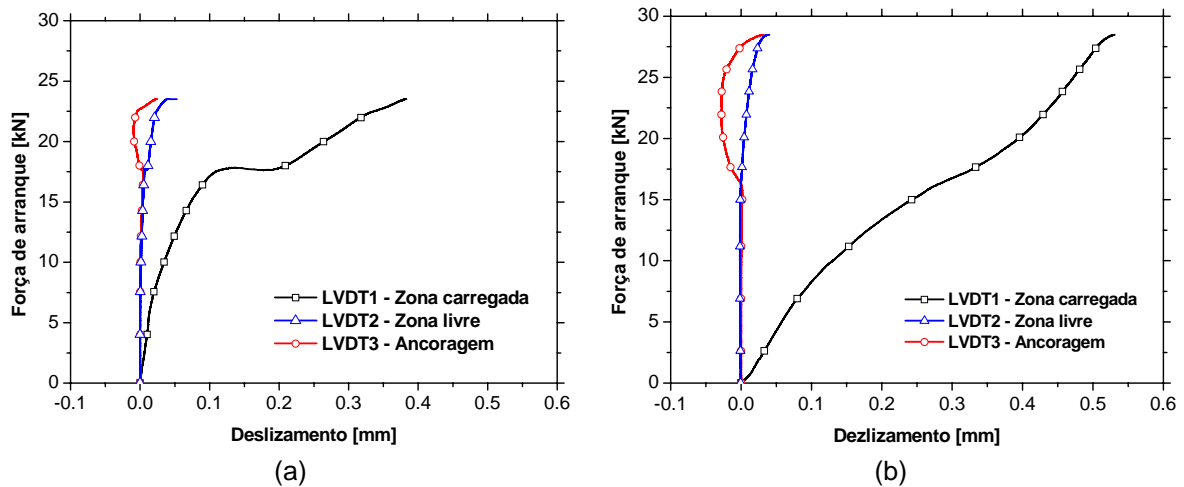 30
25
20
15
10
5
0
Força de arranque [kN]
LVDT1 - Zona carregada
LVDT2 - Zona livre
LVDT3 - Ancoragem
-0.1 0.0 0.1 0.2 0.3 0.4 0.5 0.6
Deslizamento [mm]
(a)
30
25
20
15
10
5
0
Força de arranque [kN]
LVDT1 - Zona carregada
LVDT2 - Zona livre
LVDT3 - Ancoragem
-0.1 0.0 0.1 0.2 0.3 0.4 0.5 0.6
Dezlizamento [mm]
(b)